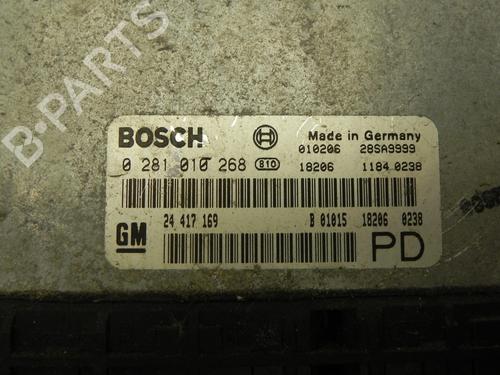 B-PARTS
BOSCH Made in Germany
010206 28SA9999
0 281 010 268 810 18206 1184 0238
24 417 169 B 01015 18206 0238
GM PD